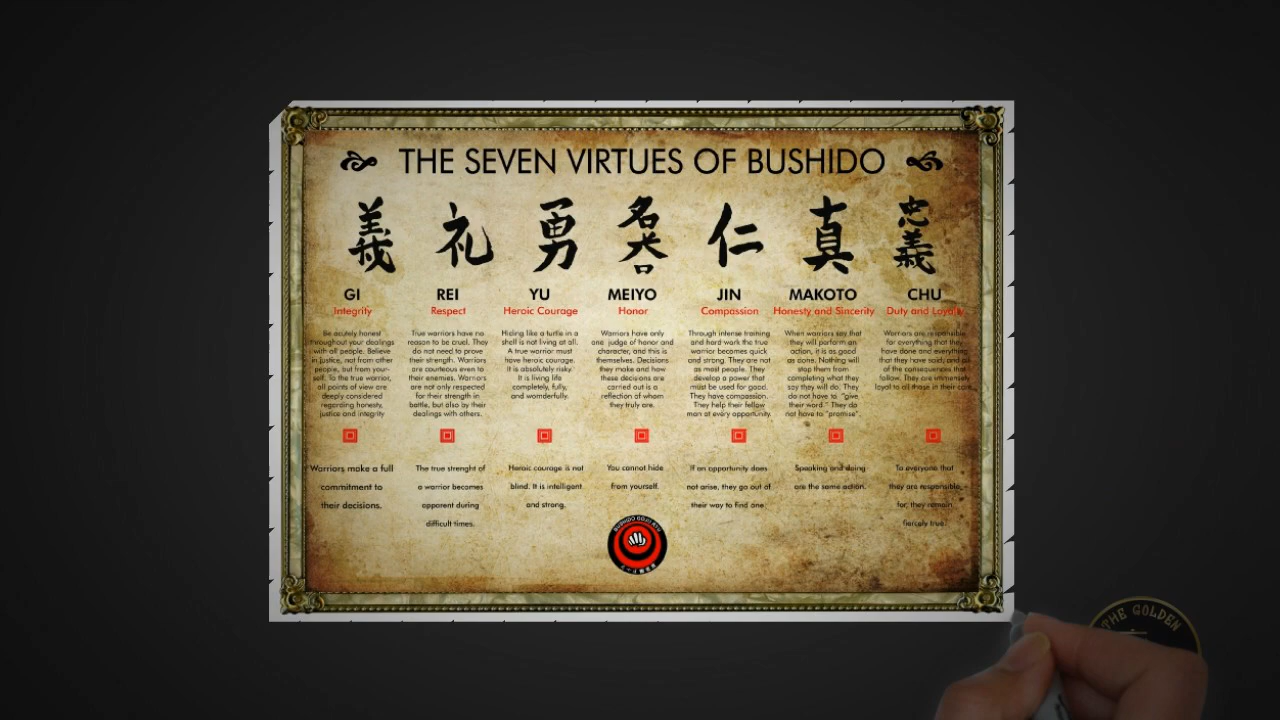 THE SEVEN VIRTUES OF BUSHIDO
義 礼 勇 名誉 仁 真 忠義
GI
Integrity
Be acutely honest
throughout your dealings
with all people. Believe
in justice, not from other
people, but from your-
self. To the true warrior,
all points of view are
deeply considered
regarding honesty,
justice and integrity
Warriors make a full
commitment to
their decisions.
REI
Respect
True warriors have no
reason to be cruel. They
do not need to prove
their strength. Warriors
are courteous even to
their enemies. Warriors
are not only respected
for their strength in
battle, but also by their
dealings with others.
The true strenght of
a warrior becomes
apparent during
difficult times.
YU
Heroic Courage
Hiding like a turtle in a
shell is not living at all.
A true warrior must
have heroic courage.
It is absolutely risky.
It is living life
completely, fully,
and wonderfully.
Heroic courage is not
blind. It is intelligent
and strong.
MEIYO
Honor
Warriors have only
one judge of honor and
character, and this is
themselves. Decisions
they make and how
these decisions are
carried out is a
reflection of whom
they truly are.
You cannot hide
from yourself.
JIN
Compassion
Through intense training
and hard work the true
warrior becomes quick
and strong. They are not
as most people. They
develop a power that
must be used for good.
They have compassion.
They help their fellow
man at every opportunity.
If an opportunity does
not arise, they go out of
their way to find one.
MAKOTO
Honesty and Sincerity
When warriors say that
they will perform an
action, it is as good
as done. Nothing will
stop them from
completing what they
say they will do. They
do not have to "give
their word." They do
not have to "promise".
Speaking and doing
are the same action.
CHU
Duty and Loyalty
Warriors are responsible
for everything that they
have done and everything
that they have said, and all
of the consequences that
follow. They are immensely
loyal to all those in their care.
To everyone that
they are responsible
for, they remain
fiercely true.
BUSHIDO GOJU RYU
THE GOLDEN